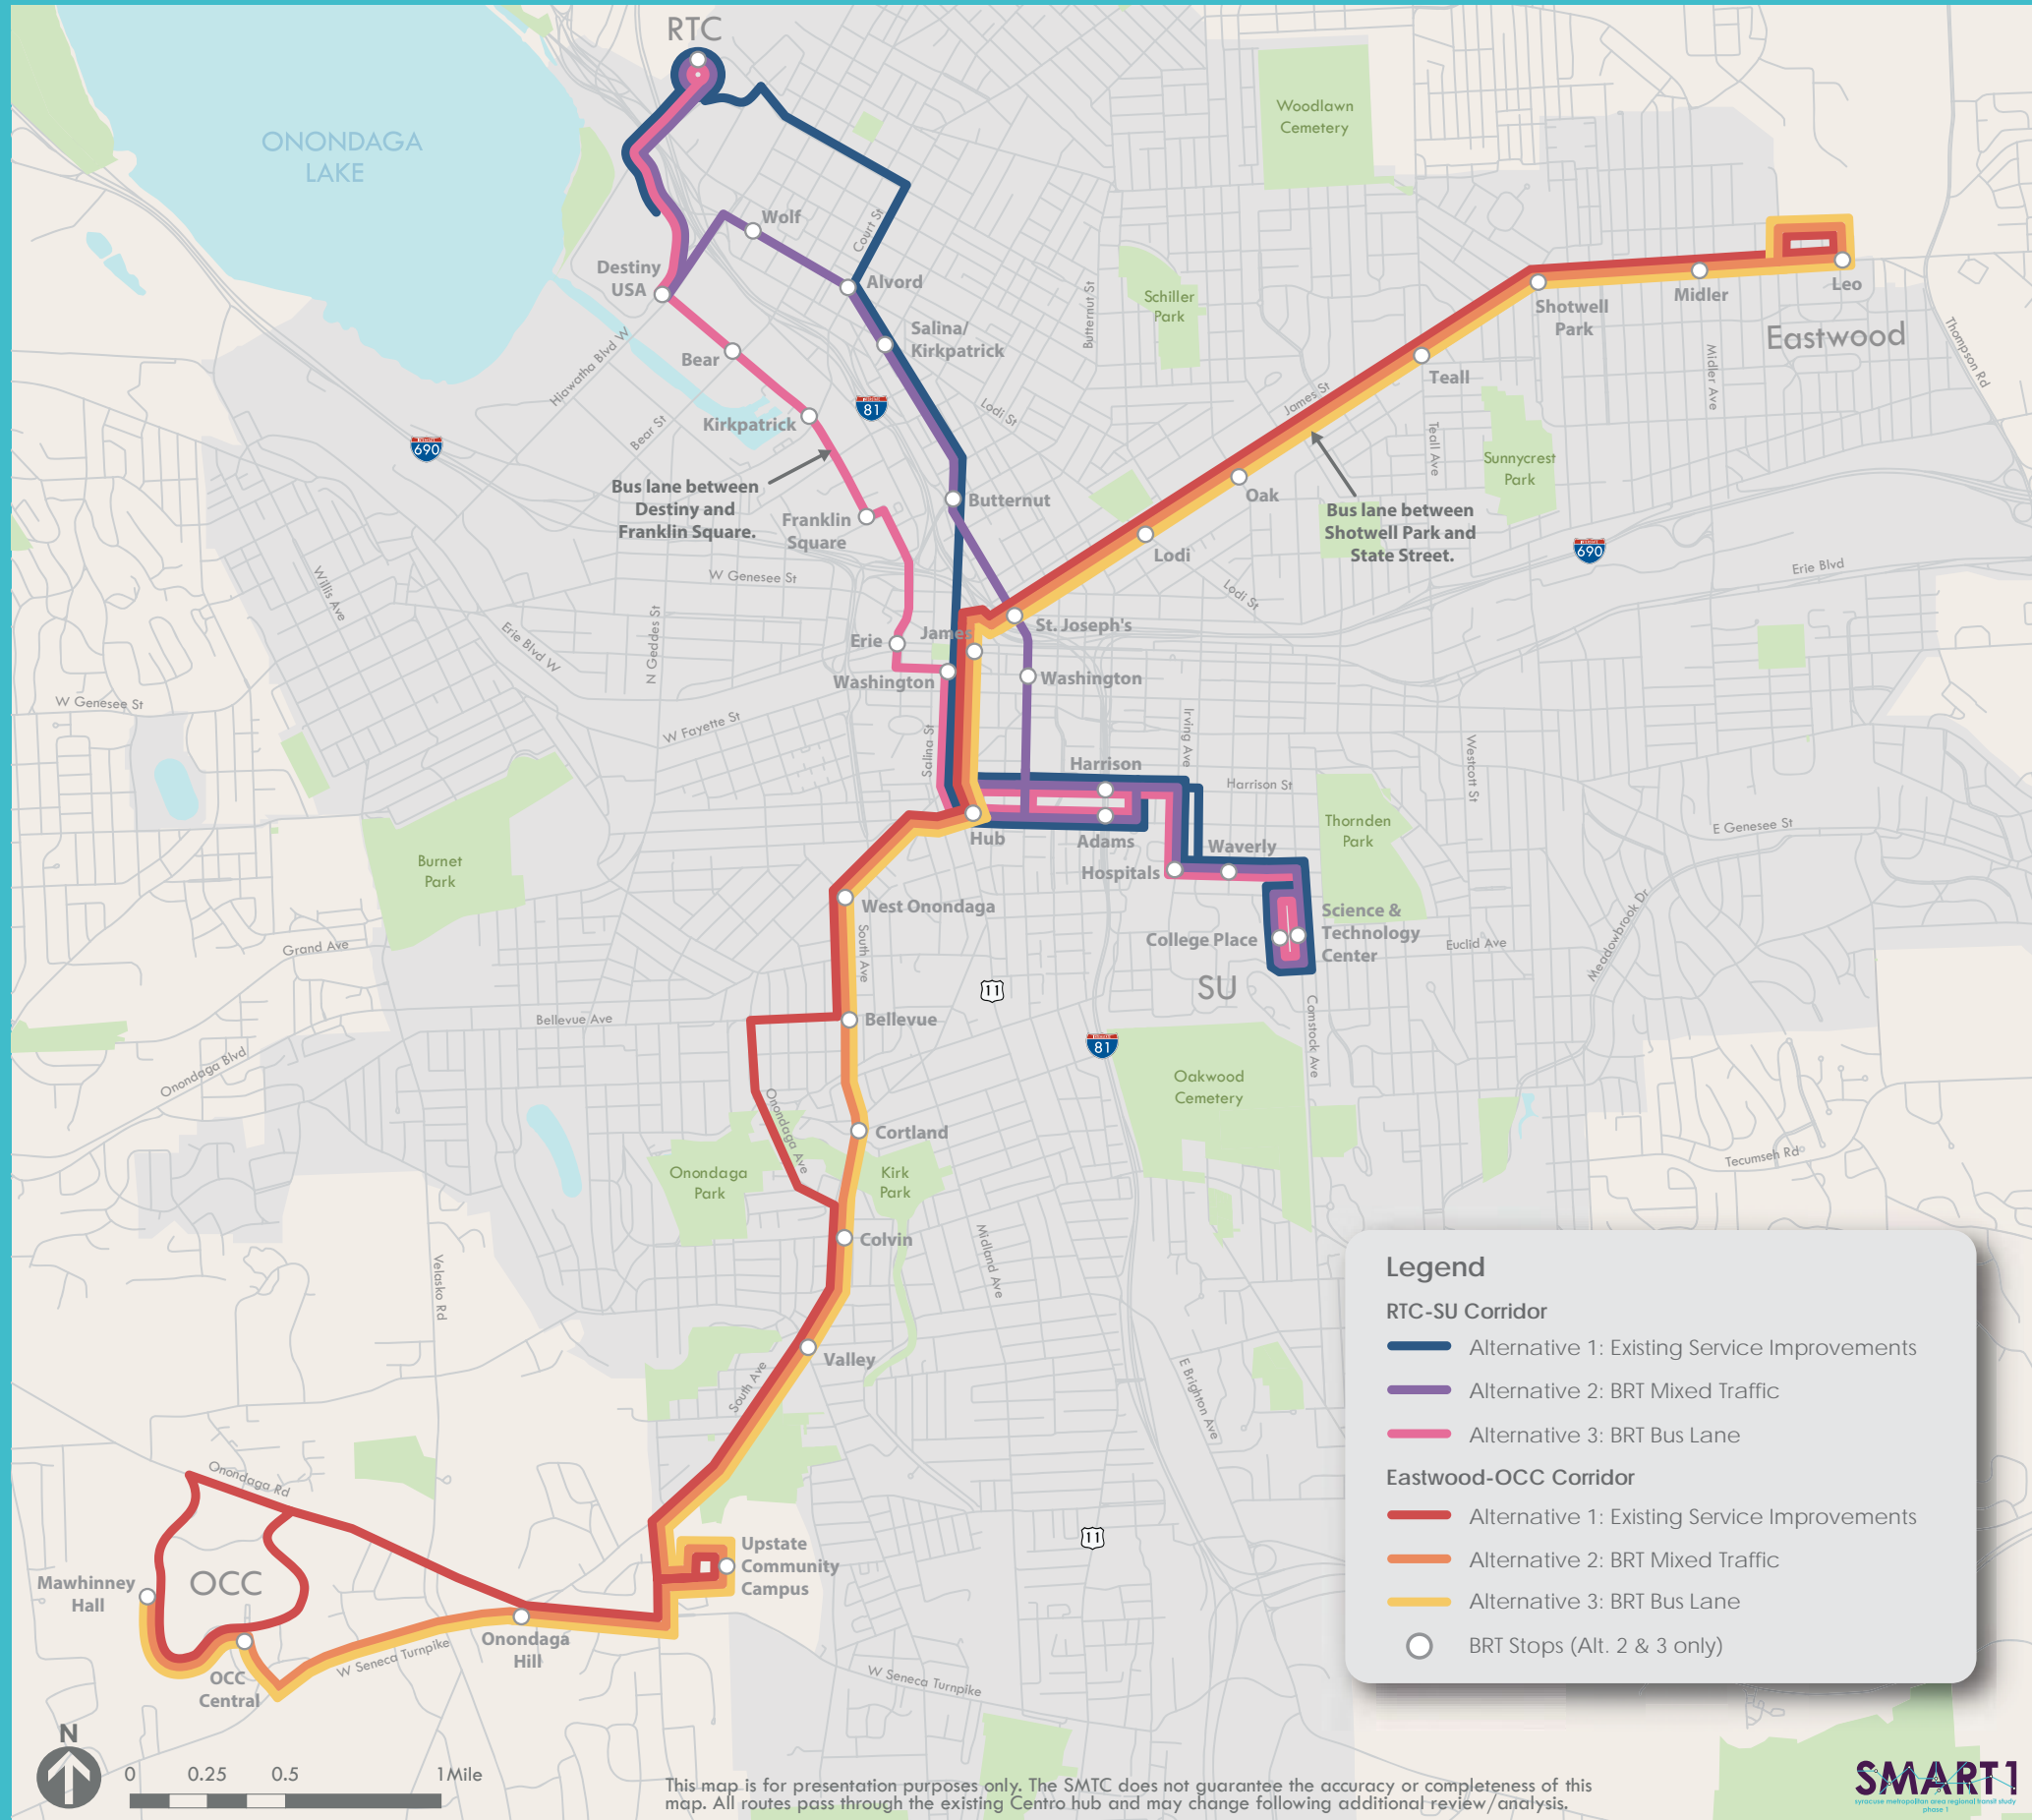 RTC
ONONDAGA
LAKE
Woodlawn
Cemetery
Wolf
Court St
Destiny
USA
Alvord
Salina/
Kirkpatrick
Butternut St
Schiller
Park
Shotwell
Park
Midler
Leo
Eastwood
Thompson Rd
Hiawatha Blvd W
Bear
Bear St
Kirkpatrick
81
Lodi St
James St
Teall
Teall Ave
Midler Ave
Sunnycrest
Park
690
Bus lane between
Destiny and
Franklin Square.
Franklin
Square
Butternut
Oak
Lodi
Bus lane between
Shotwell Park and
State Street.
690
Erie Blvd
Willis Ave
W Genesee St
Lodi St
Erie Blvd W
N Geddes St
Erie
James
St. Joseph's
Washington
Washington
W Genesee St
W Fayette St
Salina St
Irving Ave
Harrison
Harrison St
Westcott St
Thornden
Park
E Genesee St
Hub
Adams
Waverly
Hospitals
Burnet
Park
West Onondaga
South Ave
College Place
Science &
Technology
Center
Euclid Ave
Meadowbrook Dr
Grand Ave
SU
11
Comstock Ave
Bellevue Ave
Bellevue
81
Onondaga Blvd
Oakwood
Cemetery
Onondaga Ave
Cortland
Onondaga
Park
Kirk
Park
Tecumseh Rd
Colvin
Midland Ave
Velasko Rd
Valley
South Ave
E Brighton Ave
Onondaga Rd
11
Upstate
Community
Campus
Mawhinney
Hall
OCC
Onondaga
Hill
W Seneca Turnpike
OCC
Central
W Seneca Turnpike
Legend
RTC-SU Corridor
Alternative 1: Existing Service Improvements
Alternative 2: BRT Mixed Traffic
Alternative 3: BRT Bus Lane
Eastwood-OCC Corridor
Alternative 1: Existing Service Improvements
Alternative 2: BRT Mixed Traffic
Alternative 3: BRT Bus Lane
BRT Stops (Alt. 2 & 3 only)
N
0 0.25 0.5 1Mile
This map is for presentation purposes only. The SMTC does not guarantee the accuracy or completeness of this
map. All routes pass through the existing Centro hub and may change following additional review/analysis.
SMART1
syracuse metropolitan area regional transit study
phase 1